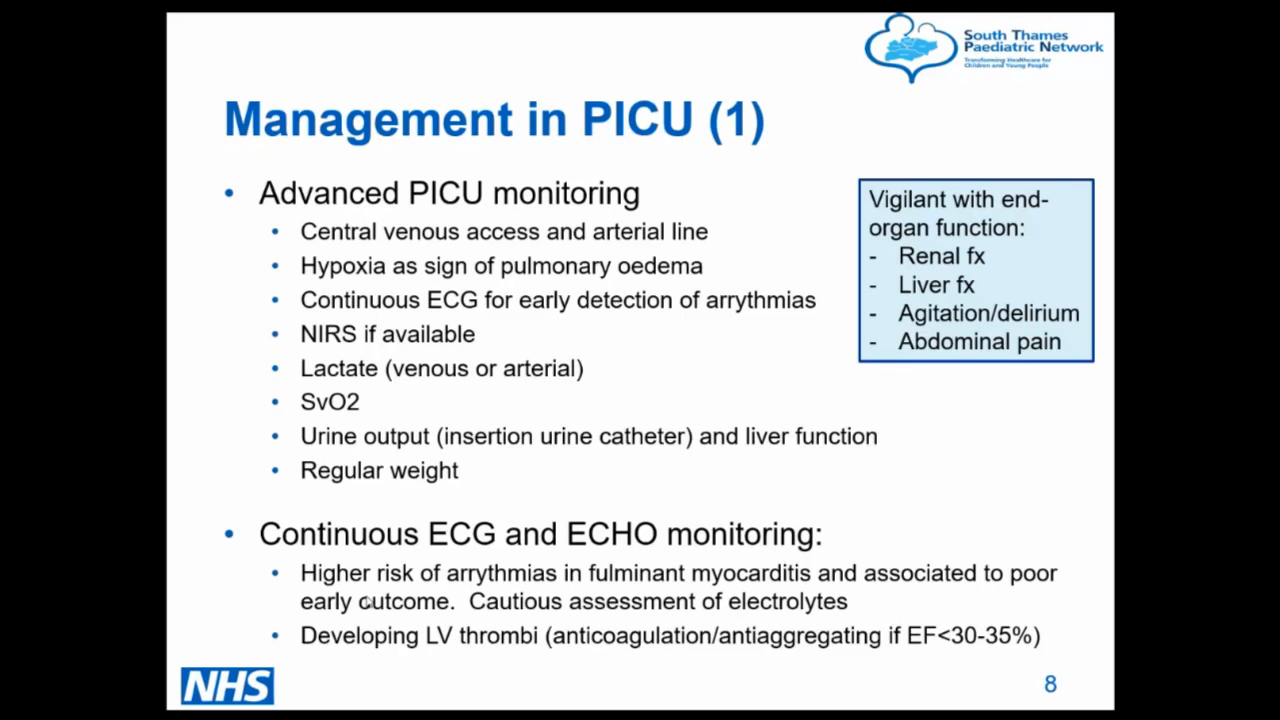 South Thames
Paediatric Network
Transforming Healthcare for
Children and Young People
Management in PICU (1)
• Advanced PICU monitoring
• Central venous access and arterial line
• Hypoxia as sign of pulmonary oedema
• Continuous ECG for early detection of arrythmias
• NIRS if available
• Lactate (venous or arterial)
• SvO2
• Urine output (insertion urine catheter) and liver function
• Regular weight
Vigilant with end-
organ function:
- Renal fx
- Liver fx
- Agitation/delirium
- Abdominal pain
• Continuous ECG and ECHO monitoring:
• Higher risk of arrythmias in fulminant myocarditis and associated to poor
early outcome. Cautious assessment of electrolytes
• Developing LV thrombi (anticoagulation/antiaggregating if EF<30-35%)
NHS
8